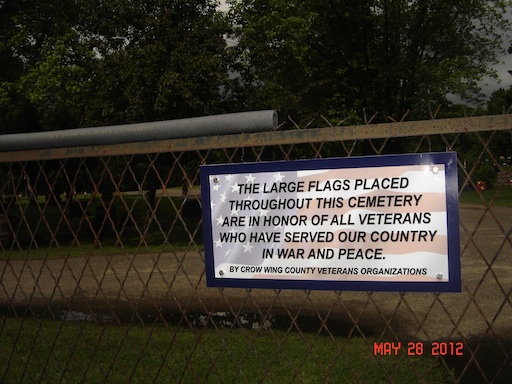 THE LARGE FLAGS PLACED
THROUGHOUT THIS CEMETERY
ARE IN HONOR OF ALL VETERANS
WHO HAVE SERVED OUR COUNTRY
IN WAR AND PEACE.
BY CROW WING COUNTY VETERANS ORGANIZATIONS
MAY 28 2012